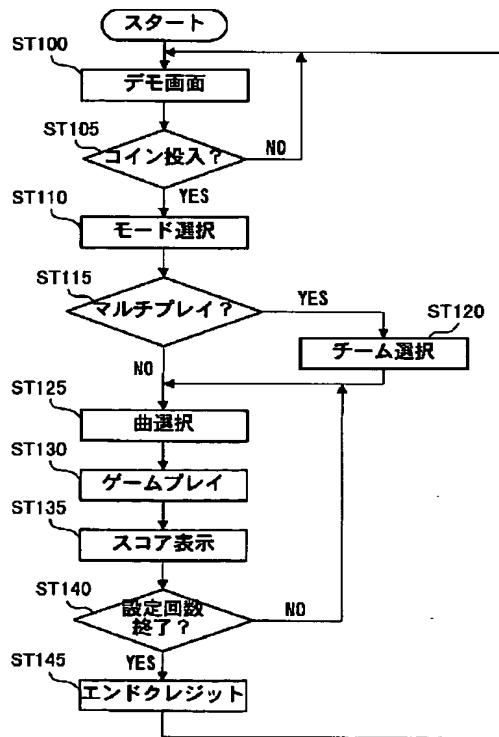 スタート
ST100
デモ画面
ST105
コイン投入？
NO
YES
ST110
モード選択
ST115
マルチプレイ？
YES
ST120
チーム選択
NO
ST125
曲選択
ST130
ゲームプレイ
ST135
スコア表示
ST140
設定回数
終了？
NO
YES
ST145
エンドクレジット